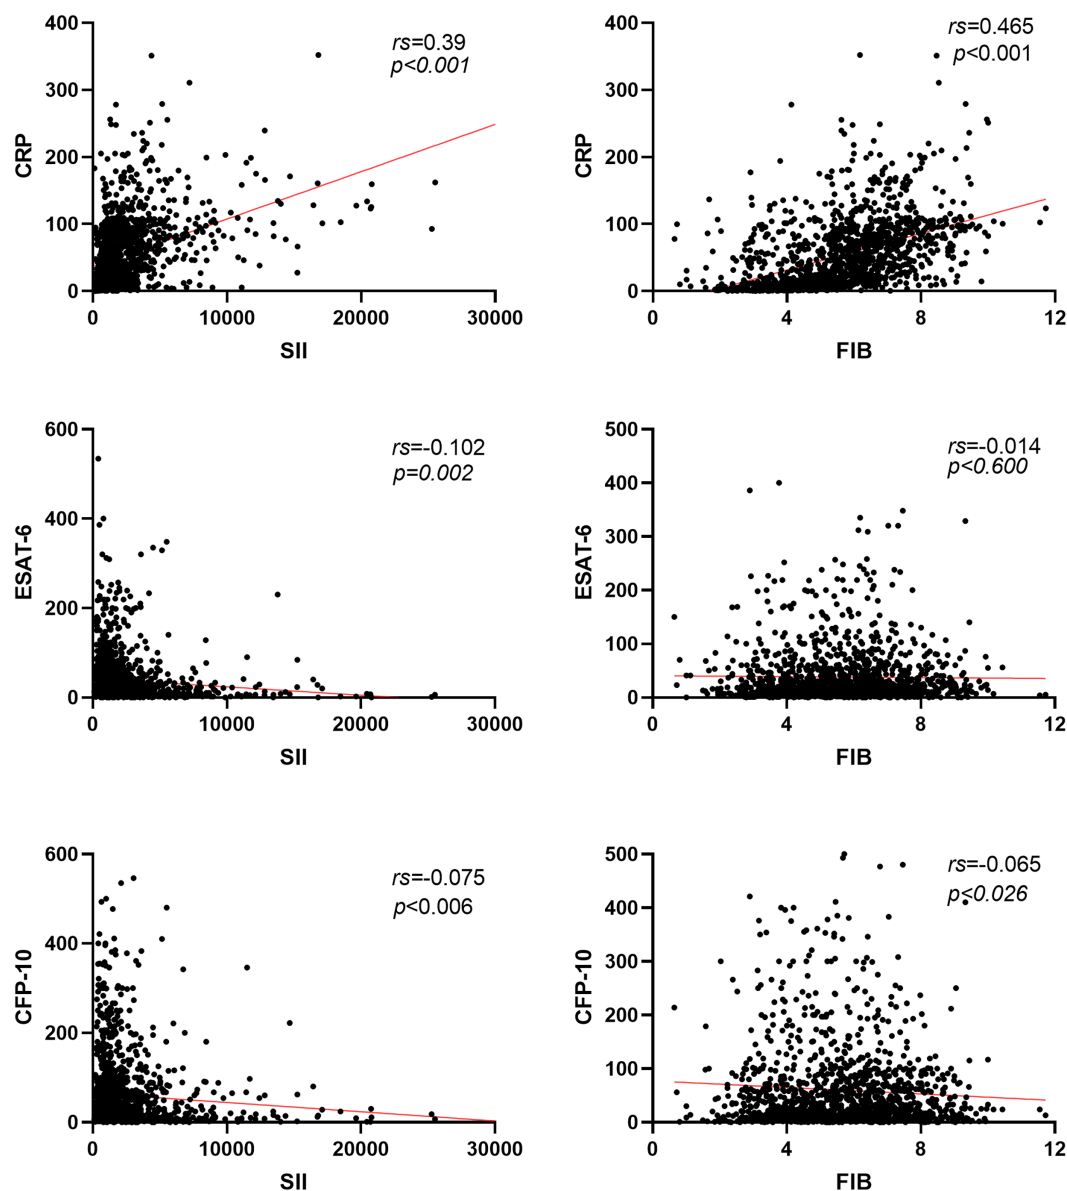 400
300
200
100
0
CRP
rs=0.39
p<0.001
0 10000 20000 30000
SII
400
300
200
100
0
CRP
rs=0.465
p<0.001
0 4 8 12
FIB
600
400
200
0
ESAT-6
rs=-0.102
p=0.002
0 10000 20000 30000
SII
500
400
300
200
100
0
ESAT-6
rs=-0.014
p<0.600
0 4 8 12
FIB
600
400
200
0
CFP-10
rs=-0.075
p<0.006
0 10000 20000 30000
SII
500
400
300
200
100
0
CFP-10
rs=-0.065
p<0.026
0 4 8 12
FIB